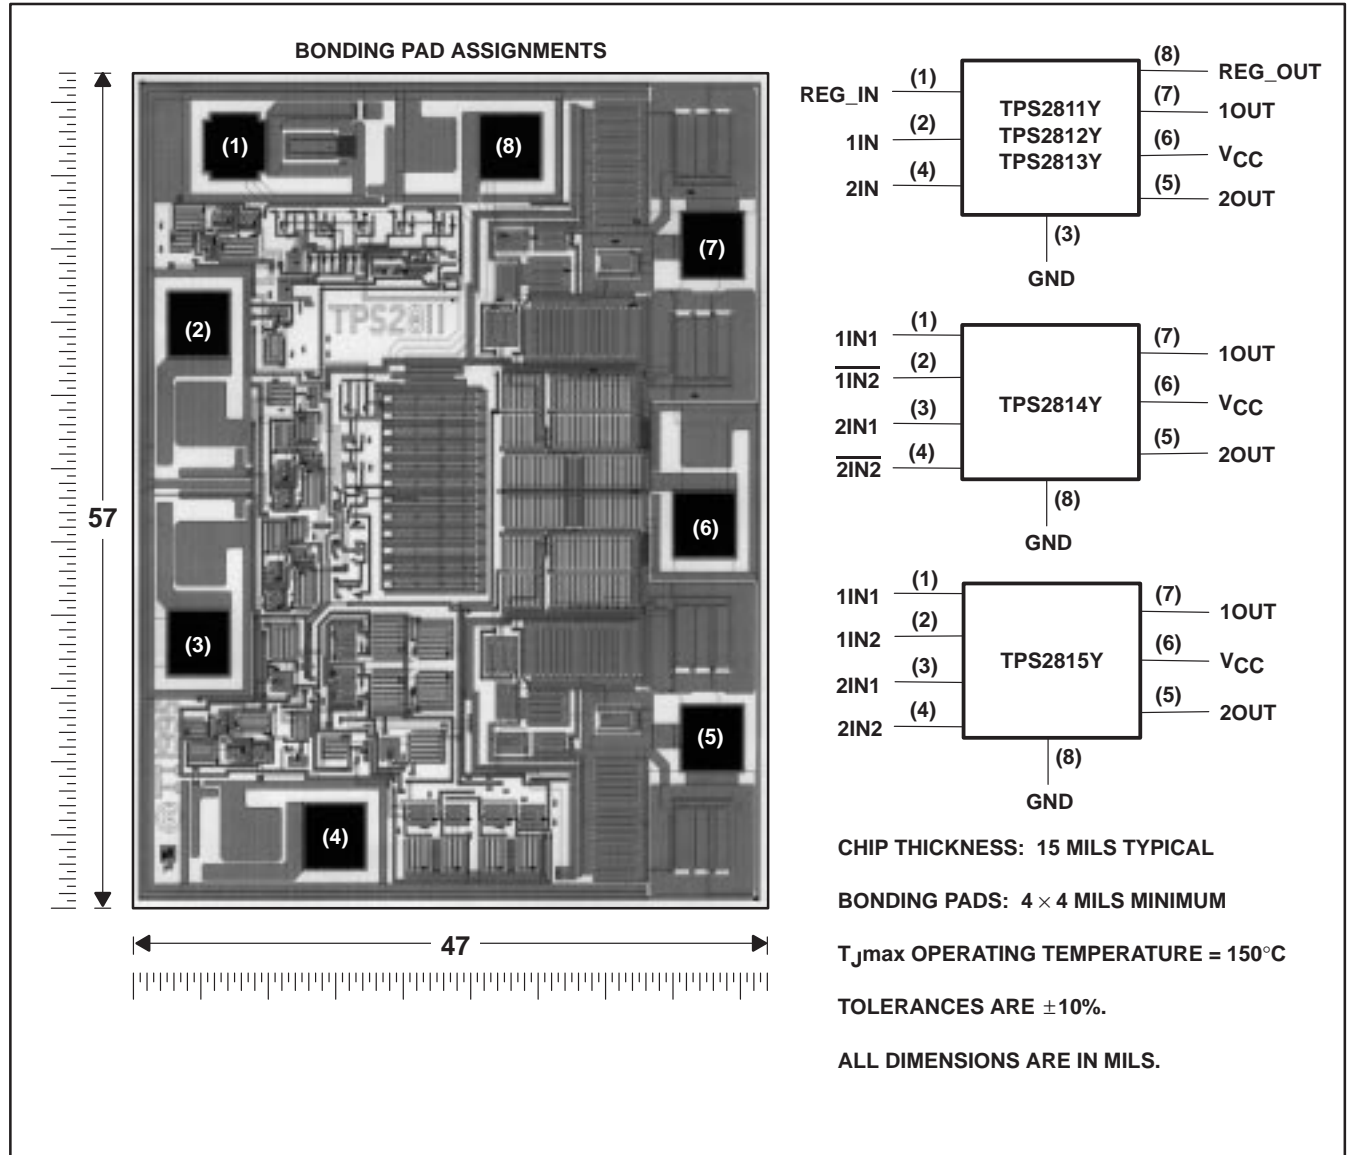 BONDING PAD ASSIGNMENTS
(1)
(8)
(7)
(2)
TPS2811
(6)
(3)
(5)
(4)
57
47
REG_IN (1)
1IN (2)
2IN (4)
TPS2811Y
TPS2812Y
TPS2813Y
(8) REG_OUT
(7) 1OUT
(6) VCC
(5) 2OUT
(3)
GND
1IN1 (1)
1IN2 (2)
2IN1 (3)
2IN2 (4)
TPS2814Y
(7) 1OUT
(6) VCC
(5) 2OUT
(8)
GND
1IN1 (1)
1IN2 (2)
2IN1 (3)
2IN2 (4)
TPS2815Y
(7) 1OUT
(6) VCC
(5) 2OUT
(8)
GND
CHIP THICKNESS: 15 MILS TYPICAL
BONDING PADS: 4 × 4 MILS MINIMUM
TJmax OPERATING TEMPERATURE = 150°C
TOLERANCES ARE ±10%.
ALL DIMENSIONS ARE IN MILS.